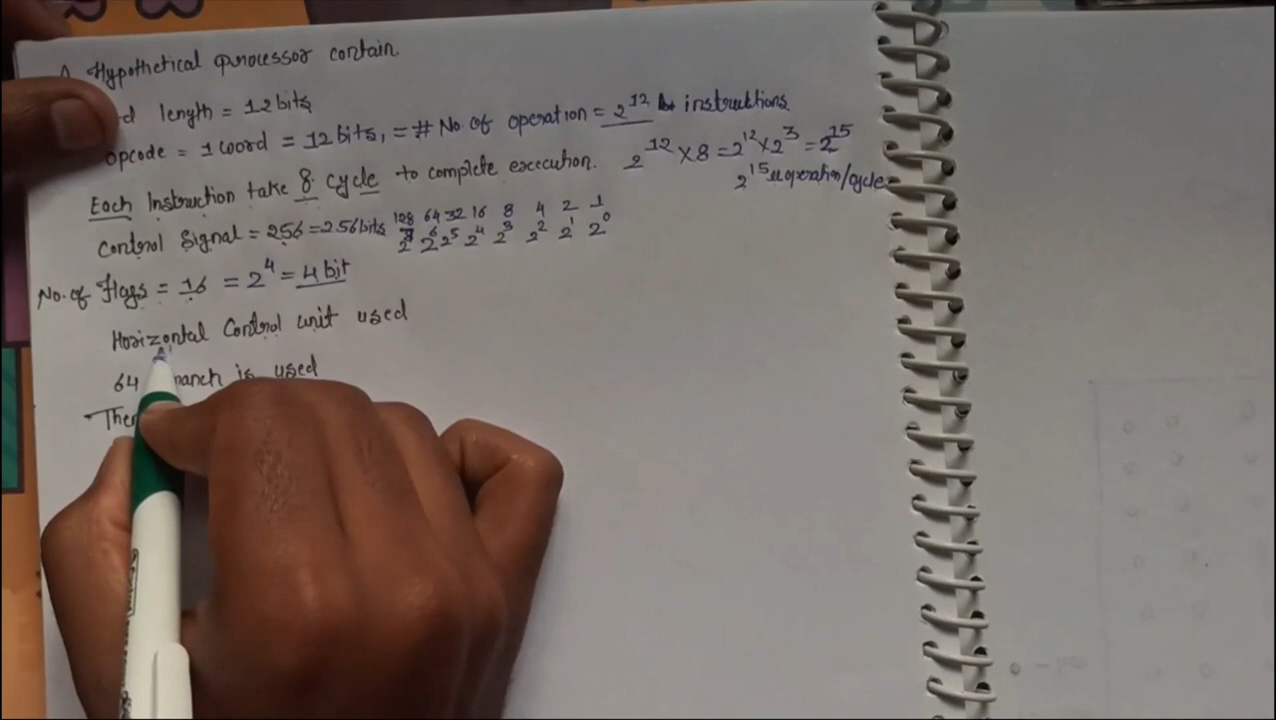 Hypothetical processor contain
length = 12 bits
opcode = 1 word = 12 bits, = # No. of operation = 2^12 instructions
Each Instruction take 8 cycle to complete execution. 2^12 × 8 = 2^12 × 2^3 = 2^15
2^15 μoperation/cycle
128 64 32 16 8 4 2 1
Control Signal = 256 = 256 bits 2^7 2^6 2^5 2^4 2^3 2^2 2^1 2^0
No. of Flags = 16 = 2^4 = 4 bit
Horizontal Control unit used
64 is used